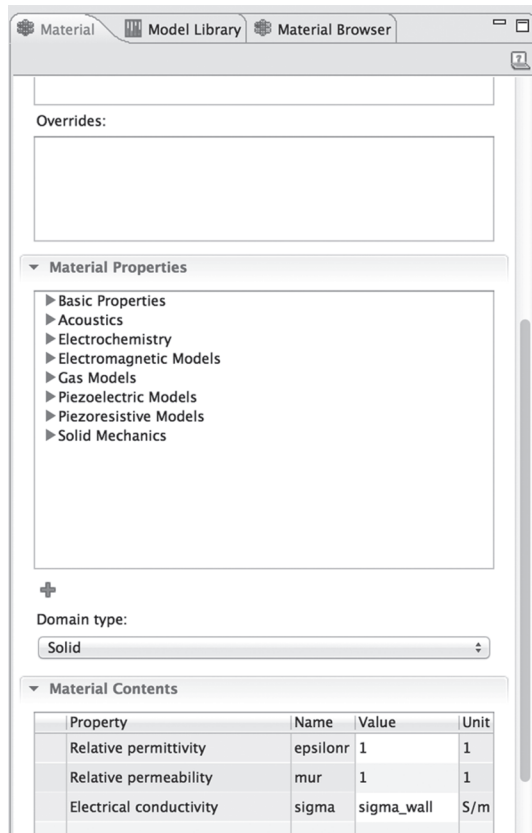 Material Model Library Material Browser
Overrides:
Material Properties
Basic Properties
Acoustics
Electrochemistry
Electromagnetic Models
Gas Models
Piezoelectric Models
Piezoresistive Models
Solid Mechanics
Domain type:
Solid
Material Contents
Property Name Value Unit
Relative permittivity epsilonr 1 1
Relative permeability mur 1 1
Electrical conductivity sigma sigma_wall S/m